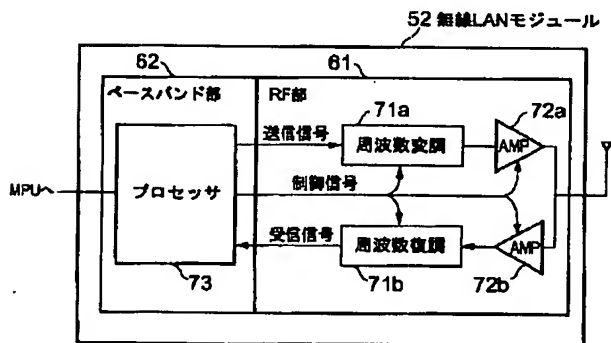 52 無線LANモジュール
62
61
ベースバンド部
RF部
71a
72a
送信信号
周波数変調
AMP
MPUへ
プロセッサ
制御信号
受信信号
周波数復調
AMP
73
71b
72b